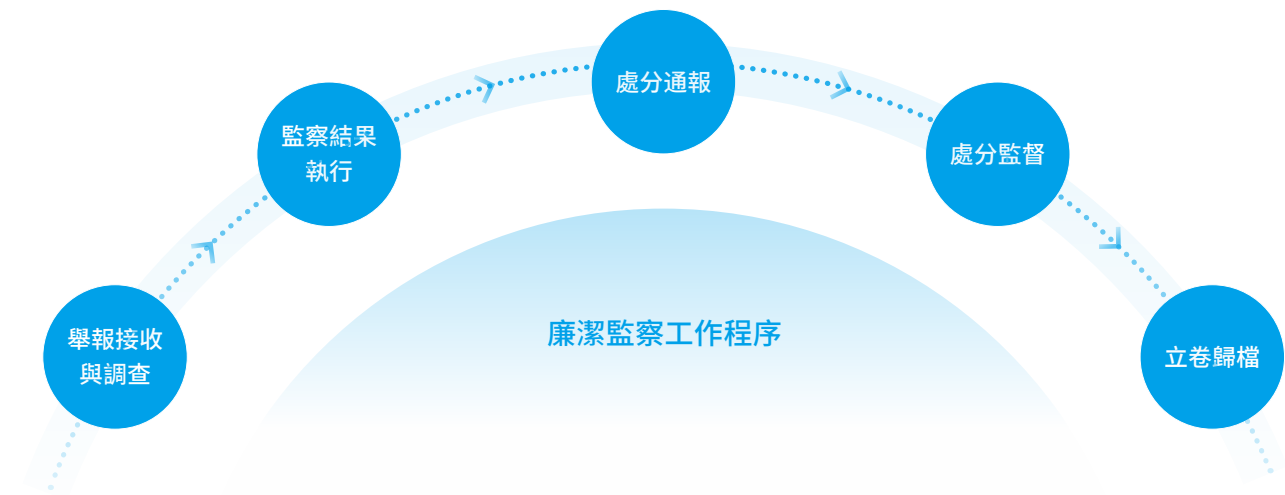 舉報接收
與調查
監察結果
執行
處分通報
處分監督
立卷歸檔
廉潔監察工作程序